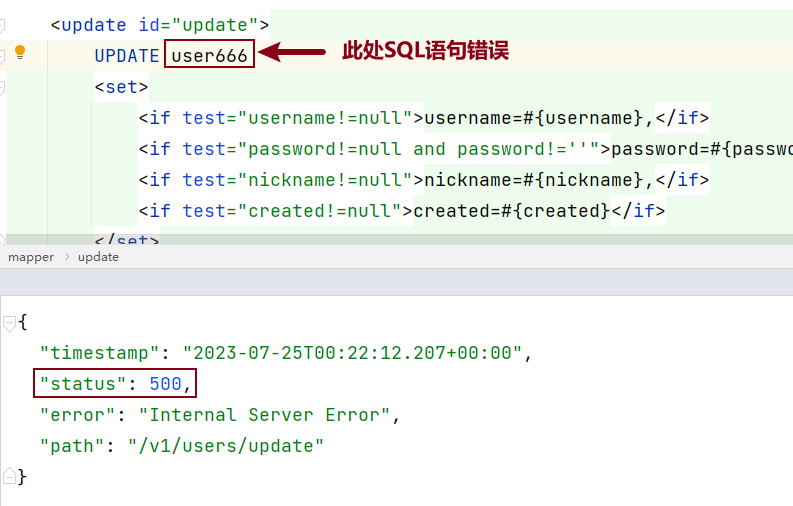 <update id="update">
UPDATE user666 此处SQL语句错误
<set>
<if test="username!=null">username=#{username},</if>
<if test="password!=null and password!=''">password=#{passwo
<if test="nickname!=null">nickname=#{nickname},</if>
<if test="created!=null">created=#{created}</if>
</set>
mapper › update
{
"timestamp": "2023-07-25T00:22:12.207+00:00",
"status": 500,
"error": "Internal Server Error",
"path": "/v1/users/update"
}